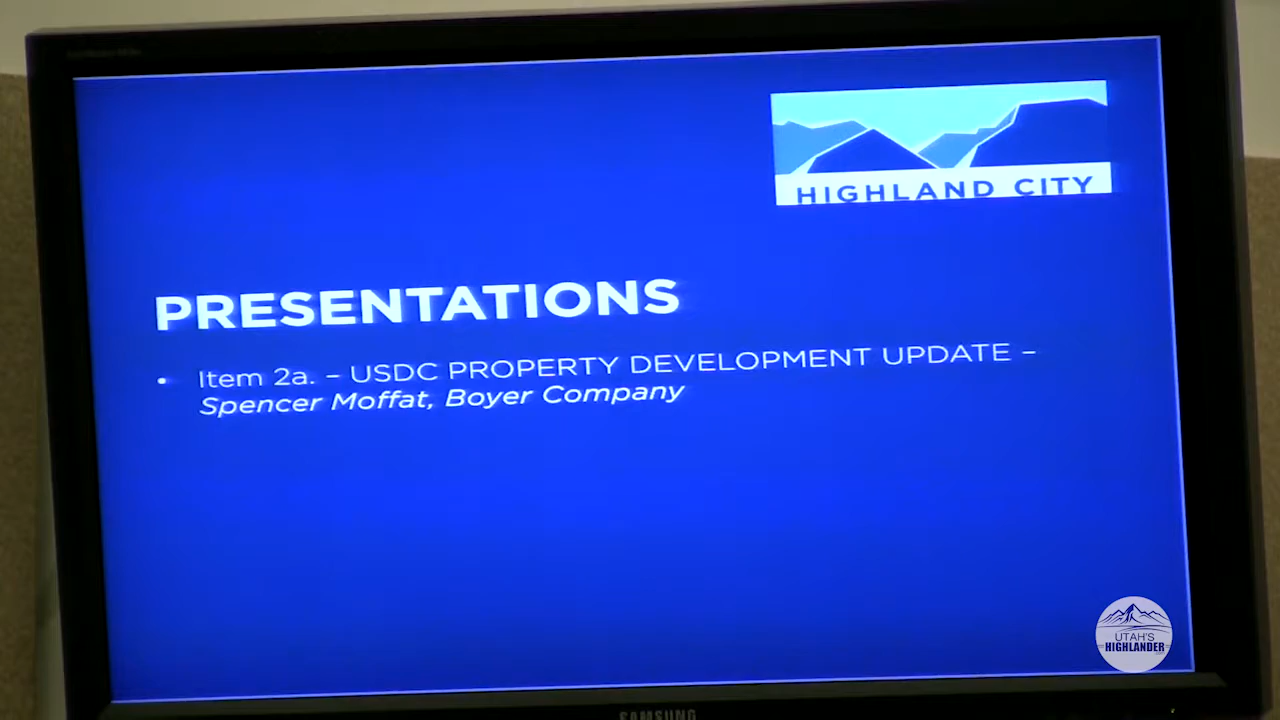 HIGHLAND CITY
PRESENTATIONS
• Item 2a. – USDC PROPERTY DEVELOPMENT UPDATE –
Spencer Moffat, Boyer Company
UTAH'S
HIGHLANDER
SAMSUNG